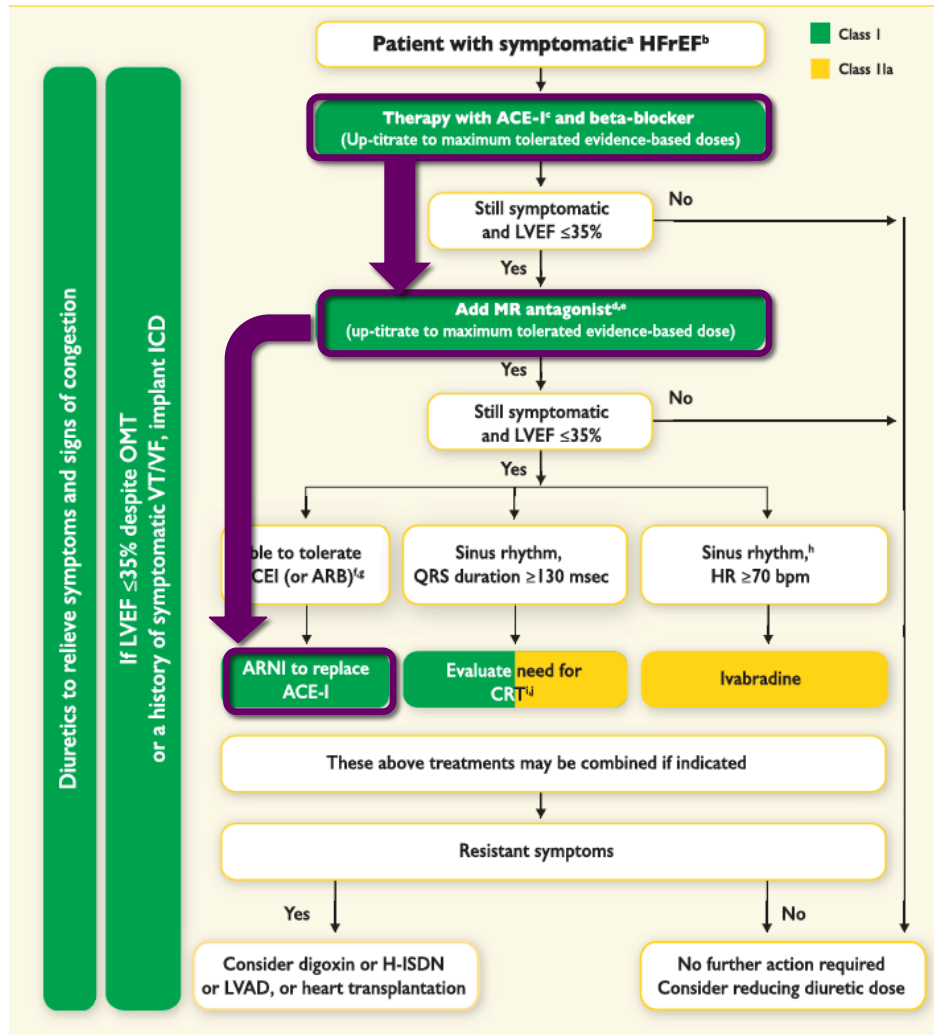 Patient with symptomaticᵃ HFrEFᵇ
Class I
Class IIa
Diuretics to relieve symptoms and signs of congestion
If LVEF ≤35% despite OMT
or a history of symptomatic VT/VF, implant ICD
Therapy with ACE-Iᶜ and beta-blocker
(Up-titrate to maximum tolerated evidence-based doses)
Still symptomatic
and LVEF ≤35%
No
Yes
Add MR antagonistᵈ,ᵉ
(up-titrate to maximum tolerated evidence-based dose)
Yes
Still symptomatic
and LVEF ≤35%
No
Yes
ble to tolerate
CEI (or ARB)ᶠ,ᵍ
Sinus rhythm,
QRS duration ≥130 msec
Sinus rhythm,ʰ
HR ≥70 bpm
ARNI to replace
ACE-I
Evaluate need for
CRTⁱ,ʲ
Ivabradine
These above treatments may be combined if indicated
Resistant symptoms
Yes
No
Consider digoxin or H-ISDN
or LVAD, or heart transplantation
No further action required
Consider reducing diuretic dose